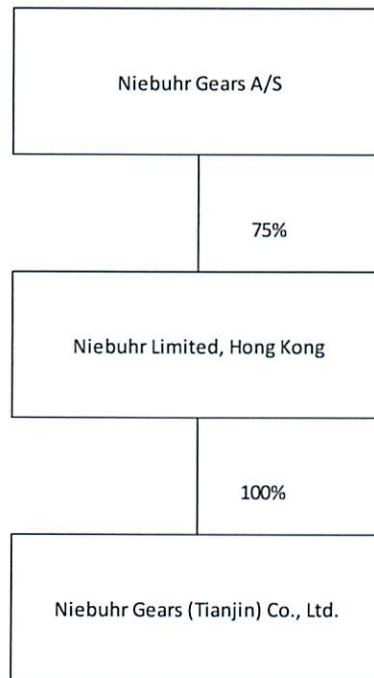 Niebuhr Gears A/S
75%
Niebuhr Limited, Hong Kong
100%
Niebuhr Gears (Tianjin) Co., Ltd.